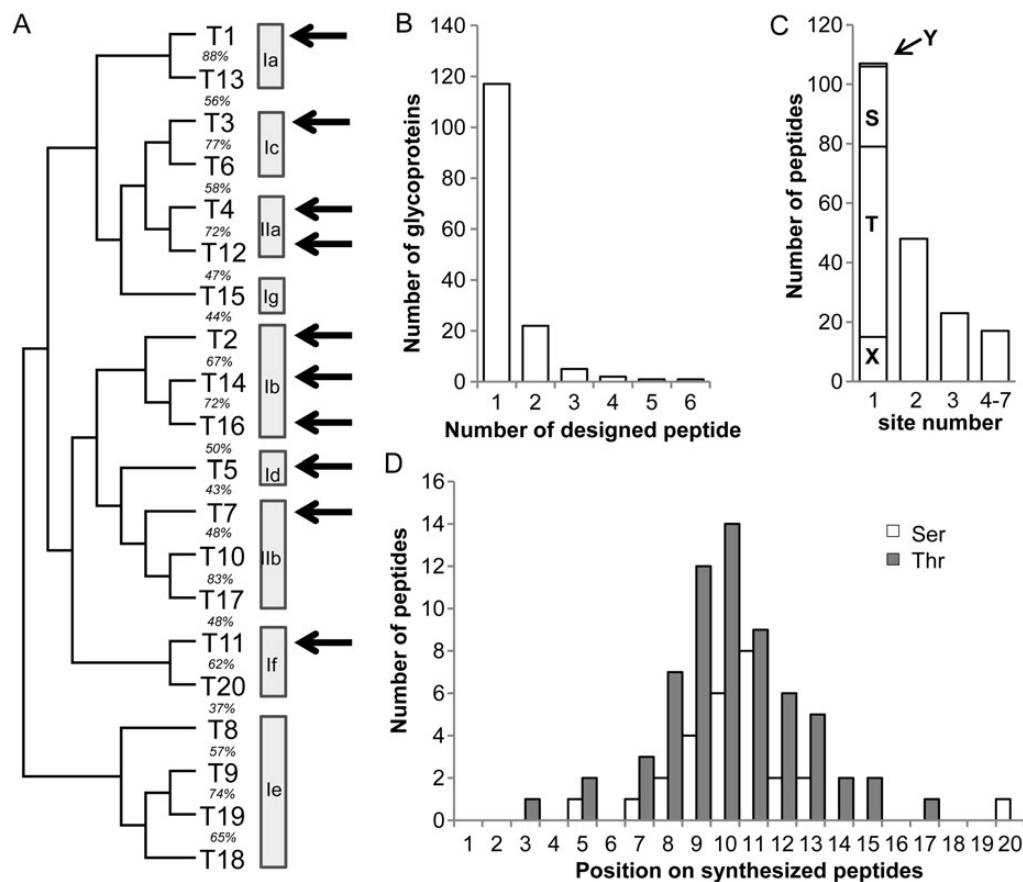 A
T1
88%
T13
56%
T3
77%
T6
58%
T4
72%
T12
47%
T15
44%
T2
67%
T14
72%
T16
50%
T5
43%
T7
48%
T10
83%
T17
48%
T11
62%
T20
37%
T8
57%
T9
74%
T19
65%
T18
Ia
Ic
IIa
Ig
Ib
Id
IIb
If
Ie
B
Number of glycoproteins
140
120
100
80
60
40
20
0
1 2 3 4 5 6
Number of designed peptide
C
Number of peptides
120
100
80
60
40
20
0
Y
S
T
X
1 2 3 4-7
site number
D
Number of peptides
16
14
12
10
8
6
4
2
0
Ser
Thr
1 2 3 4 5 6 7 8 9 10 11 12 13 14 15 16 17 18 19 20
Position on synthesized peptides